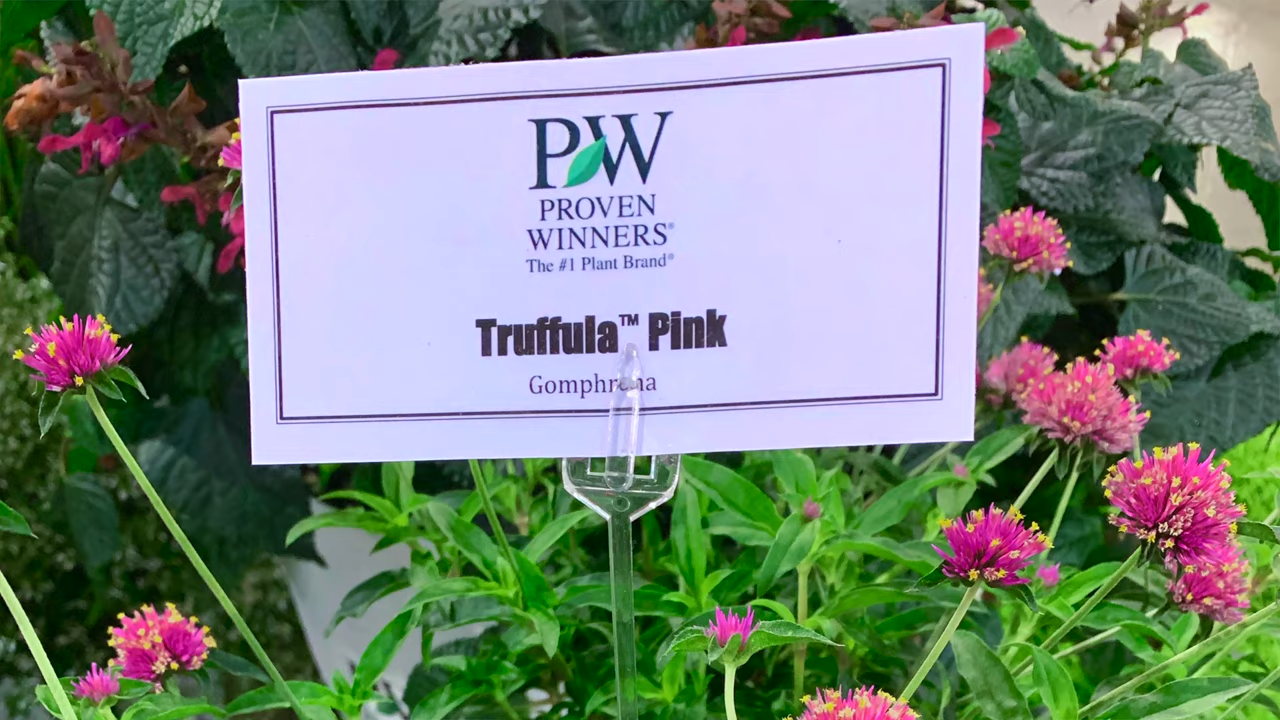 PW
PROVEN
WINNERS®
The #1 Plant Brand®
Truffula™ Pink
Gomphrena